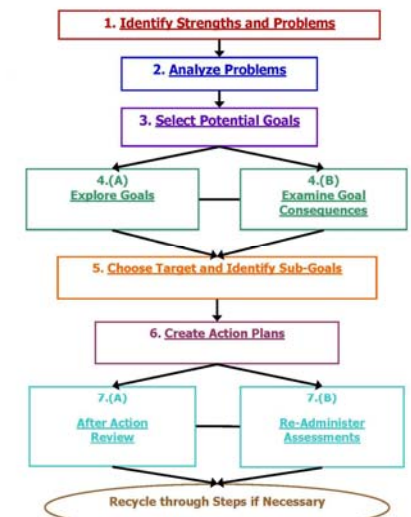 1. Identify Strengths and Problems
2. Analyze Problems
3. Select Potential Goals
4.(A)
Explore Goals
4.(B)
Examine Goal
Consequences
5. Choose Target and Identify Sub-Goals
6. Create Action Plans
7.(A)
After Action
Review
7.(B)
Re-Administer
Assessments
Recycle through Steps if Necessary